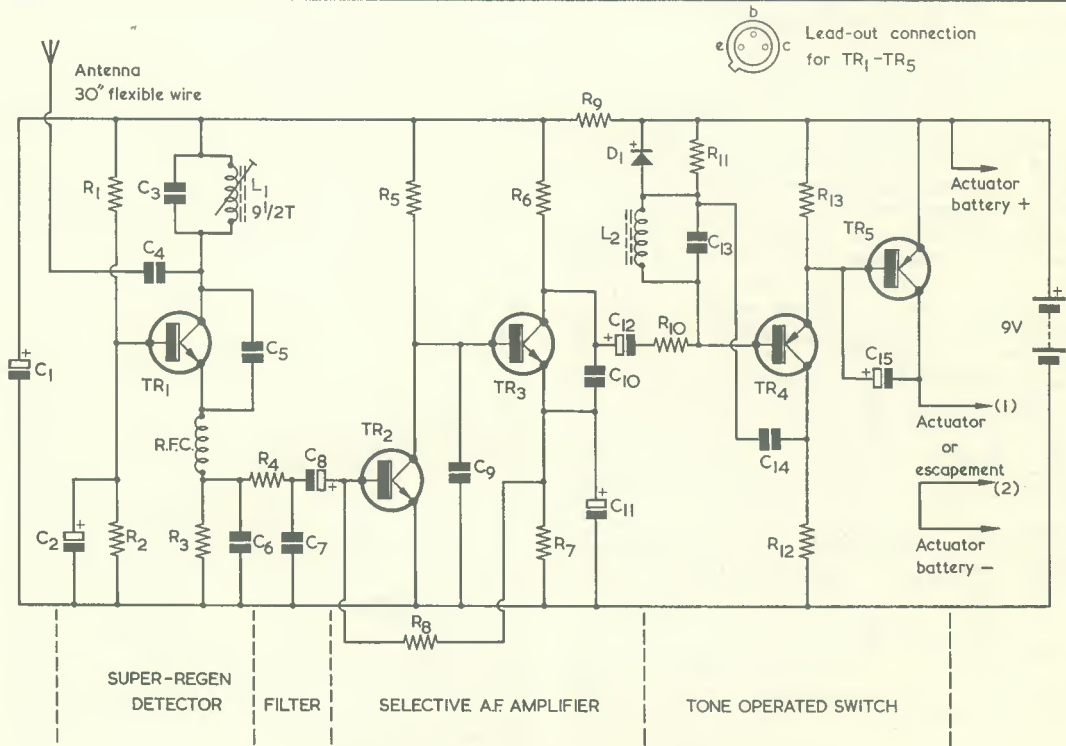 b
e
c
Lead-out connection
for TR1-TR5
Antenna
30" flexible wire
R9
R1
C3
L1
9 1/2T
R5
R6
D1
R11
R13
Actuator
battery +
C4
L2
C13
TR5
C5
TR1
C12
R10
C1
TR3
C10
TR4
C15
9V
R.F.C.
TR2
(1)
Actuator
or
escapement
R4
C8
C9
C14
(2)
C2
R2
R3
C6
C7
R7
C11
R12
Actuator
battery −
R8
SUPER-REGEN
DETECTOR
FILTER
SELECTIVE A.F. AMPLIFIER
TONE OPERATED SWITCH